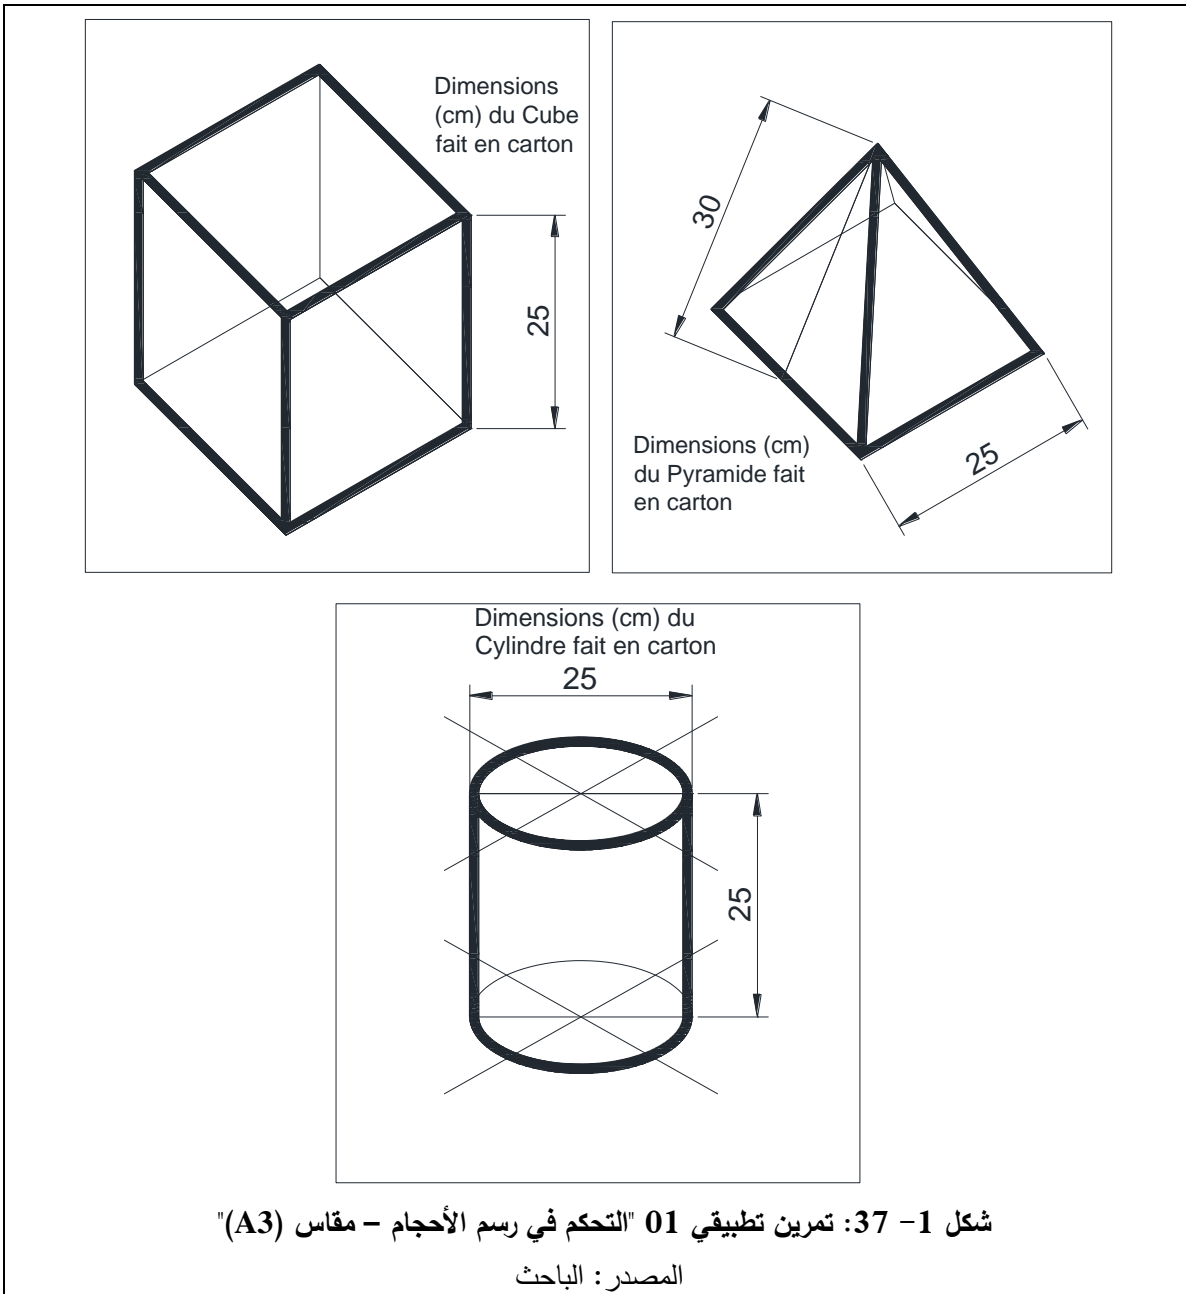 Dimensions
(cm) du Cube
fait en carton
25
30
25
Dimensions (cm)
du Pyramide fait
en carton
Dimensions (cm) du
Cylindre fait en carton
25
25
شكل 1- 37: تمرين تطبيقي 01 "التحكم في رسم الأحجام – مقاس (A3)"
المصدر: الباحث